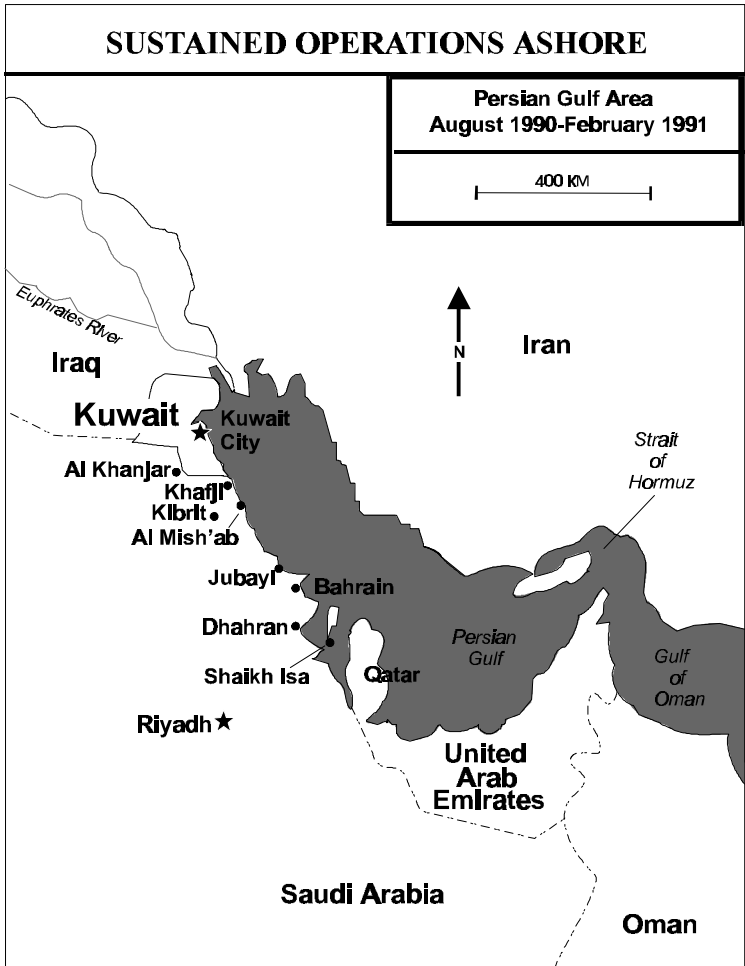 SUSTAINED OPERATIONS ASHORE
Persian Gulf Area
August 1990-February 1991
400 KM
Euphrates River
N
Iran
Iraq
Kuwait
Kuwait
City
Strait
of
Hormuz
Al Khanjar
Khafji
Kibrit
Al Mish'ab
Jubayl
Bahrain
Dhahran
Persian
Gulf
Gulf
of
Oman
Shaikh Isa
Qatar
Riyadh
United
Arab
Emirates
Saudi Arabia
Oman